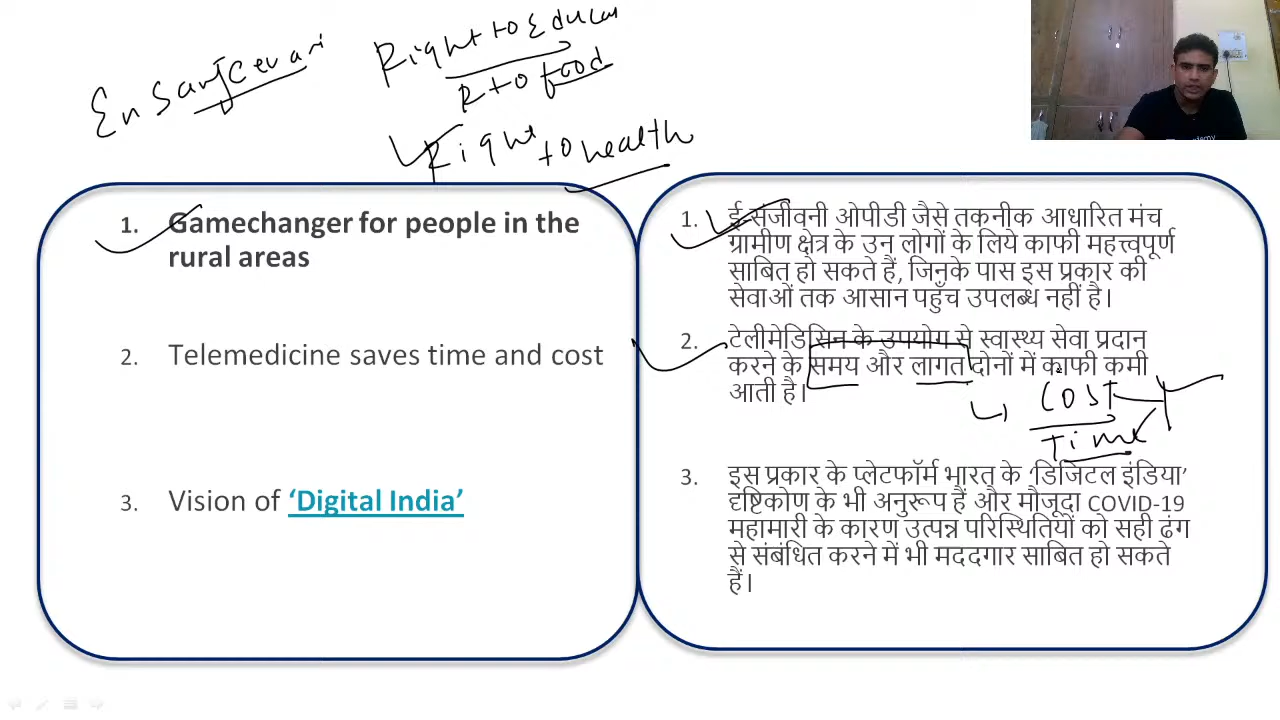 Right to Educa
R to food
Right to health
1. Gamechanger for people in the
rural areas
2. Telemedicine saves time and cost
3. Vision of ‘Digital India’
1. ई संजीवनी ओपीडी जैसे तकनीक आधारित मंच
ग्रामीण क्षेत्र के उन लोगों के लिये काफी महत्त्वपूर्ण
साबित हो सकते हैं, जिनके पास इस प्रकार की
सेवाओं तक आसान पहुँच उपलब्ध नहीं है।
2. टेलीमेडिसिन के उपयोग से स्वास्थ्य सेवा प्रदान
करने के समय और लागत दोनों में काफी कमी
आती है।
COST
Time
3. इस प्रकार के प्लेटफॉर्म भारत के ‘डिजिटल इंडिया’
दृष्टिकोण के भी अनुरूप हैं और मौजूदा COVID-19
महामारी के कारण उत्पन्न परिस्थितियों को सही ढंग
से संबंधित करने में भी मददगार साबित हो सकते
हैं।